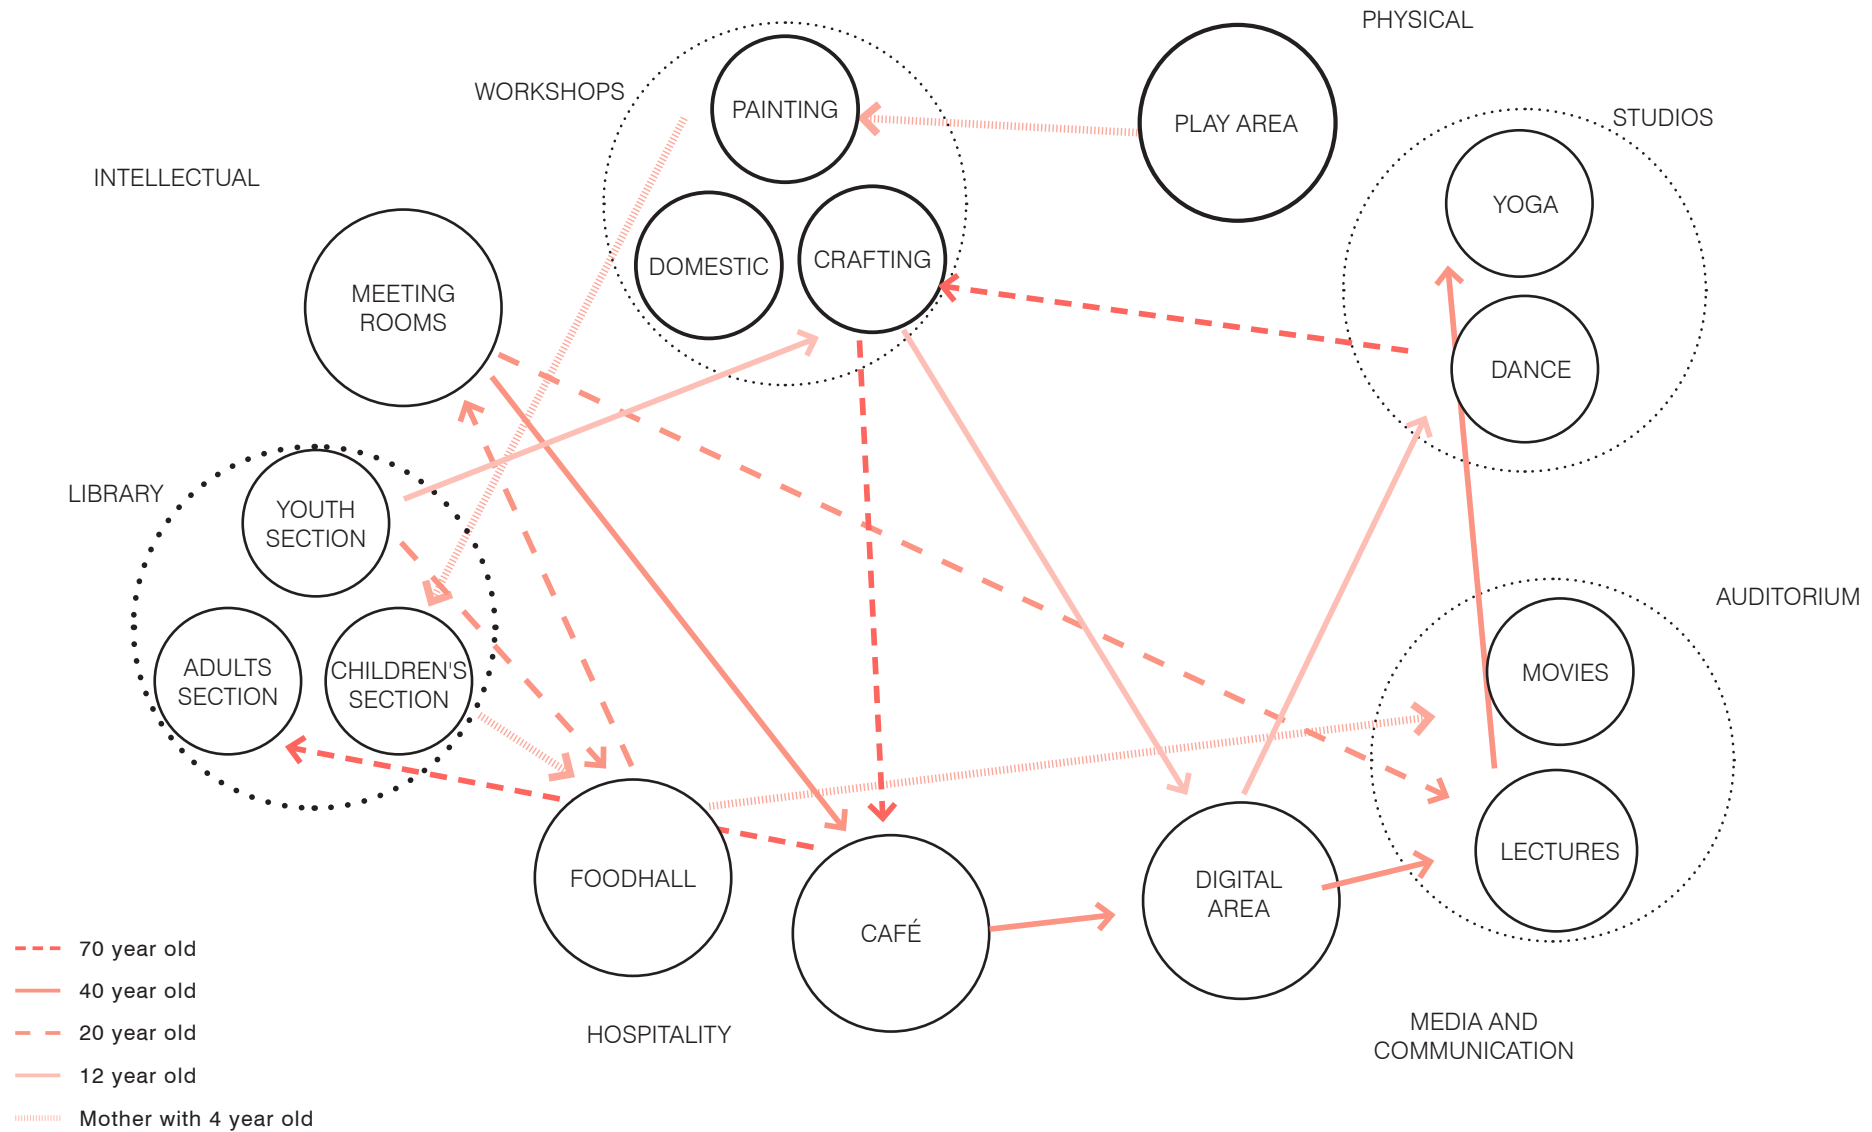 PHYSICAL
WORKSHOPS
PAINTING
PLAY AREA
STUDIOS
INTELLECTUAL
YOGA
DOMESTIC
CRAFTING
MEETING
ROOMS
DANCE
LIBRARY
YOUTH
SECTION
AUDITORIUM
ADULTS
SECTION
CHILDREN'S
SECTION
MOVIES
LECTURES
FOODHALL
DIGITAL
AREA
CAFÉ
HOSPITALITY
MEDIA AND
COMMUNICATION
70 year old
40 year old
20 year old
12 year old
Mother with 4 year old